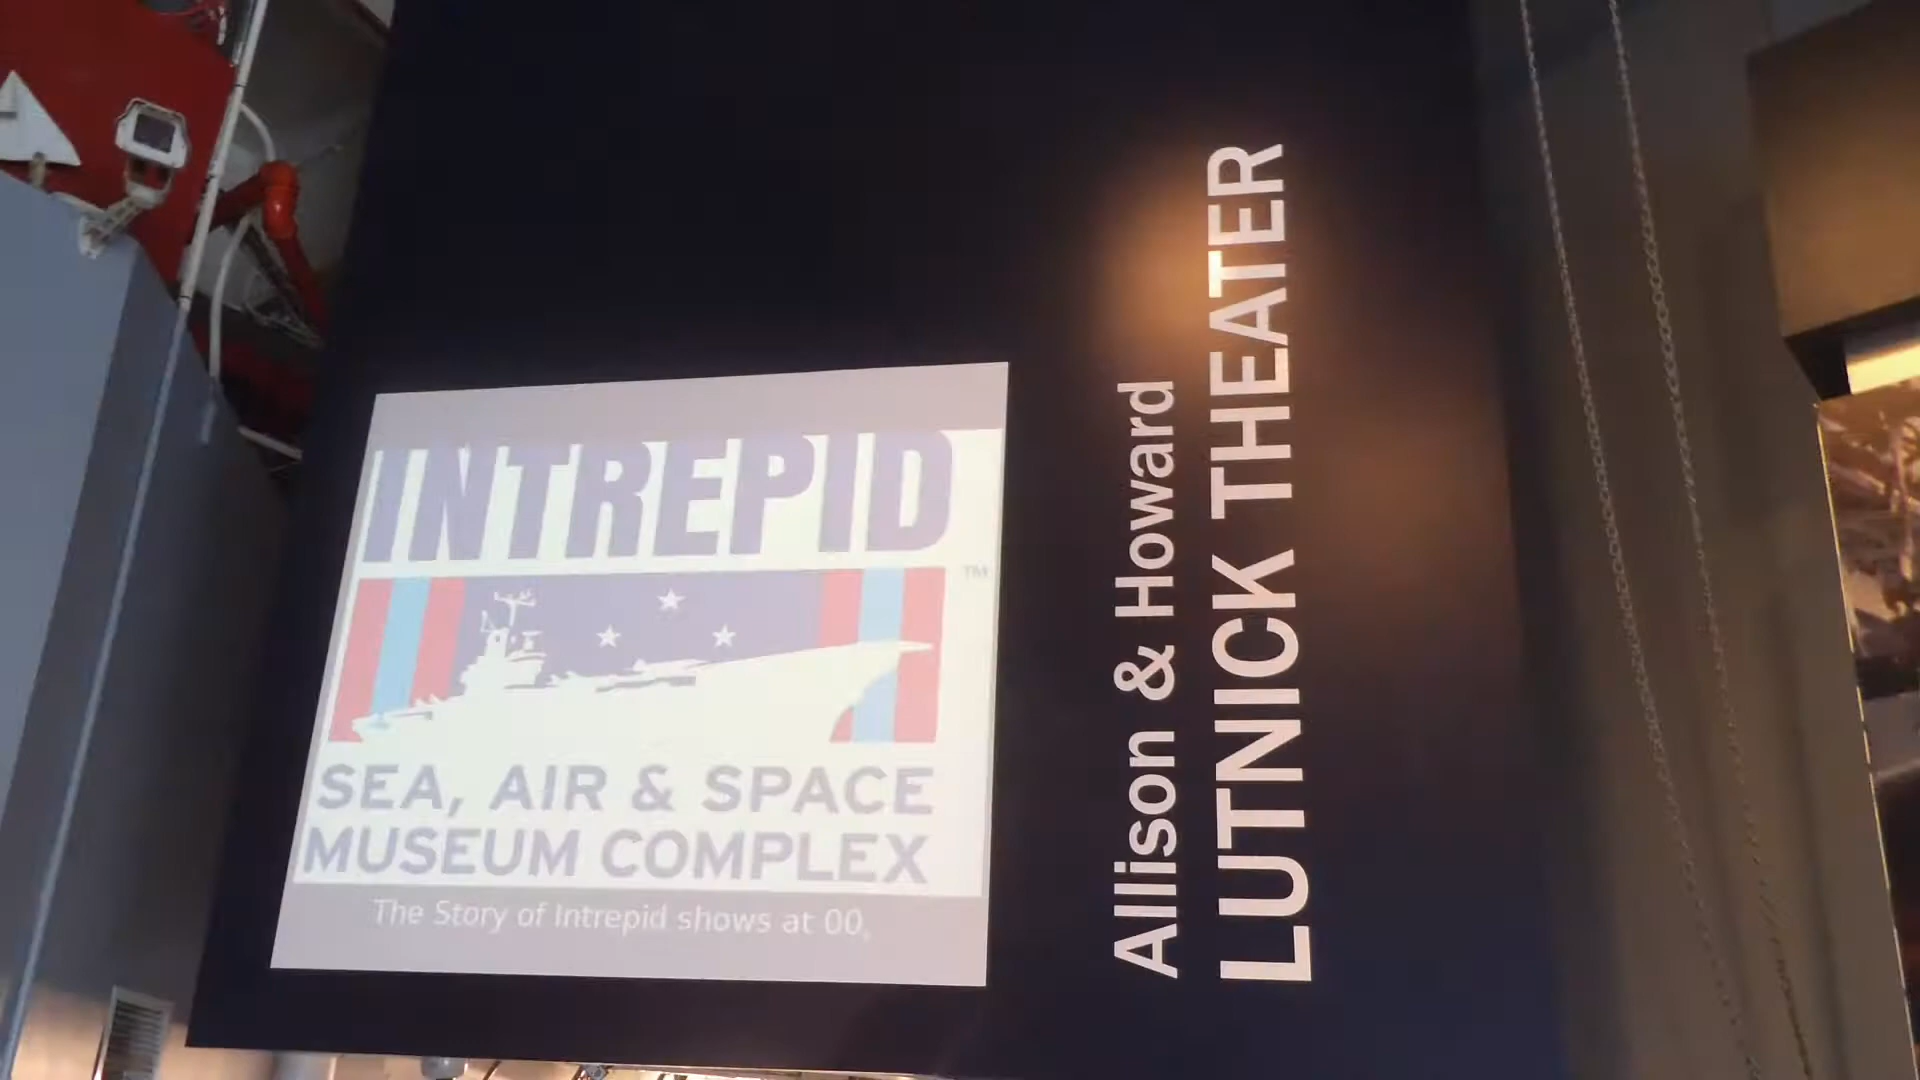 INTREPID
TM
SEA, AIR & SPACE
MUSEUM COMPLEX
The Story of Intrepid shows at 00,
Allison & Howard
LUTNICK THEATER